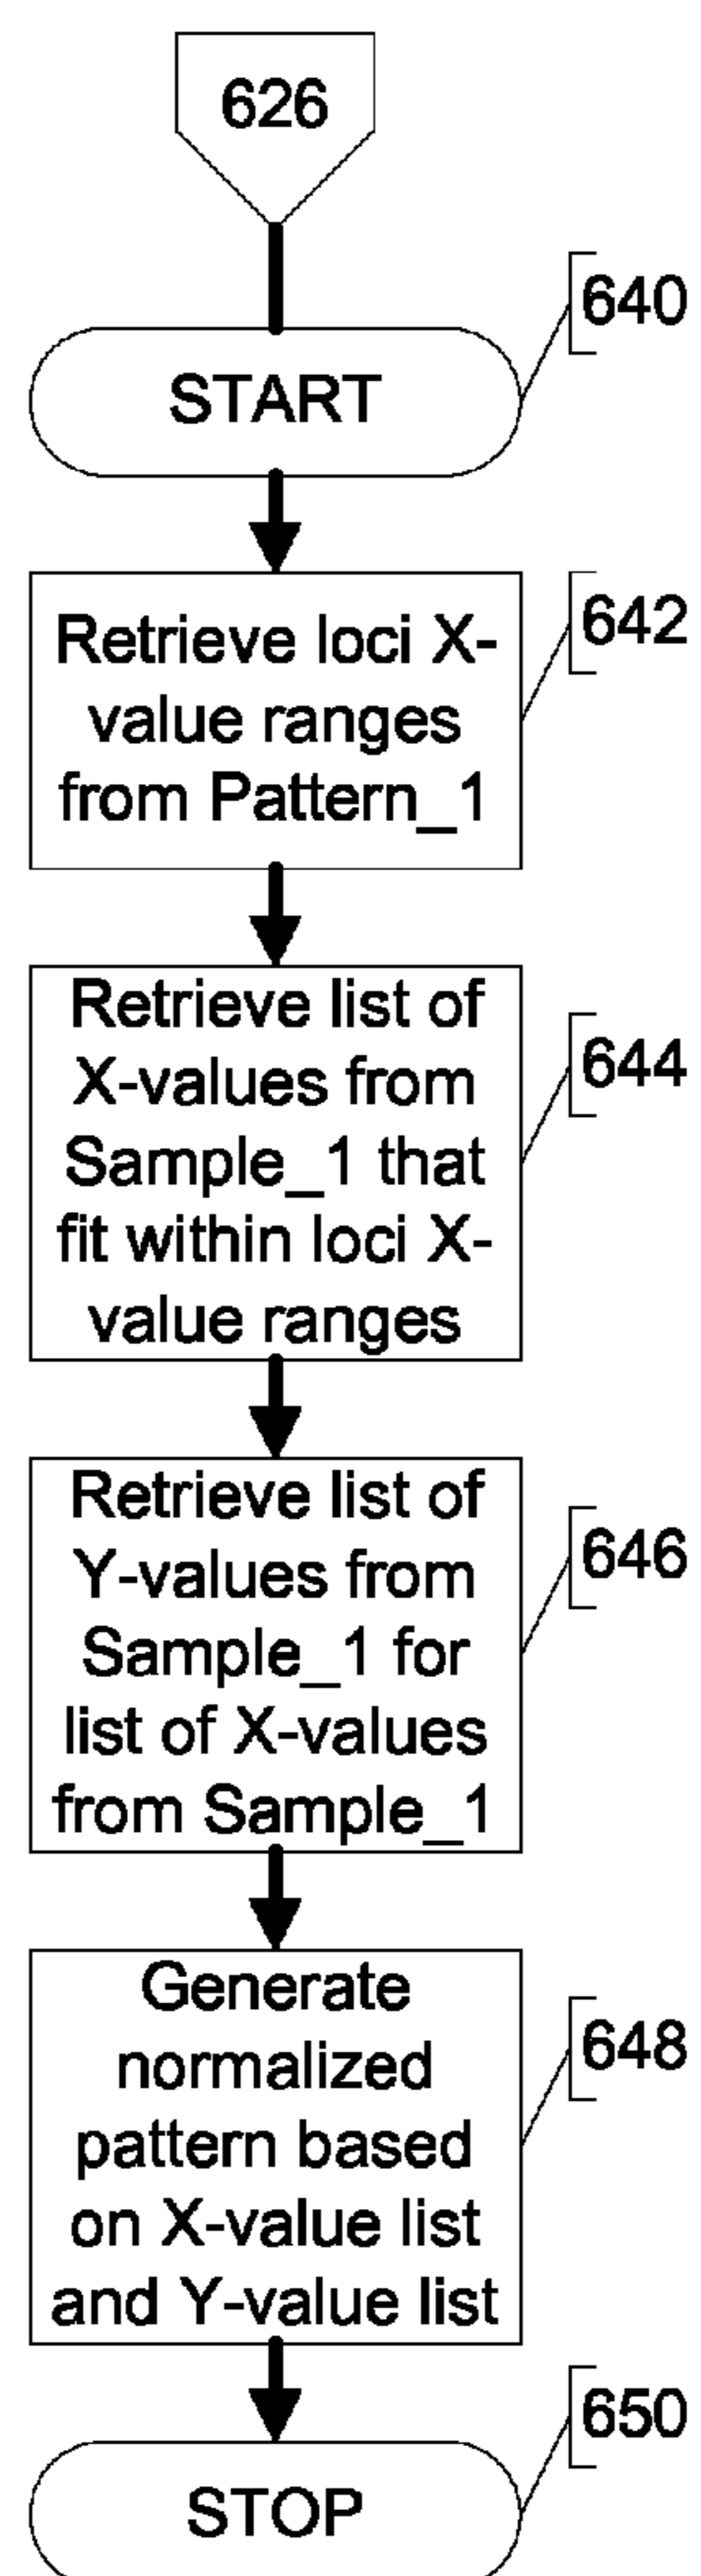 626
640
START
642
Retrieve loci X-
value ranges
from Pattern_1
644
Retrieve list of
X-values from
Sample_1 that
fit within loci X-
value ranges
646
Retrieve list of
Y-values from
Sample_1 for
list of X-values
from Sample_1
648
Generate
normalized
pattern based
on X-value list
and Y-value list
650
STOP